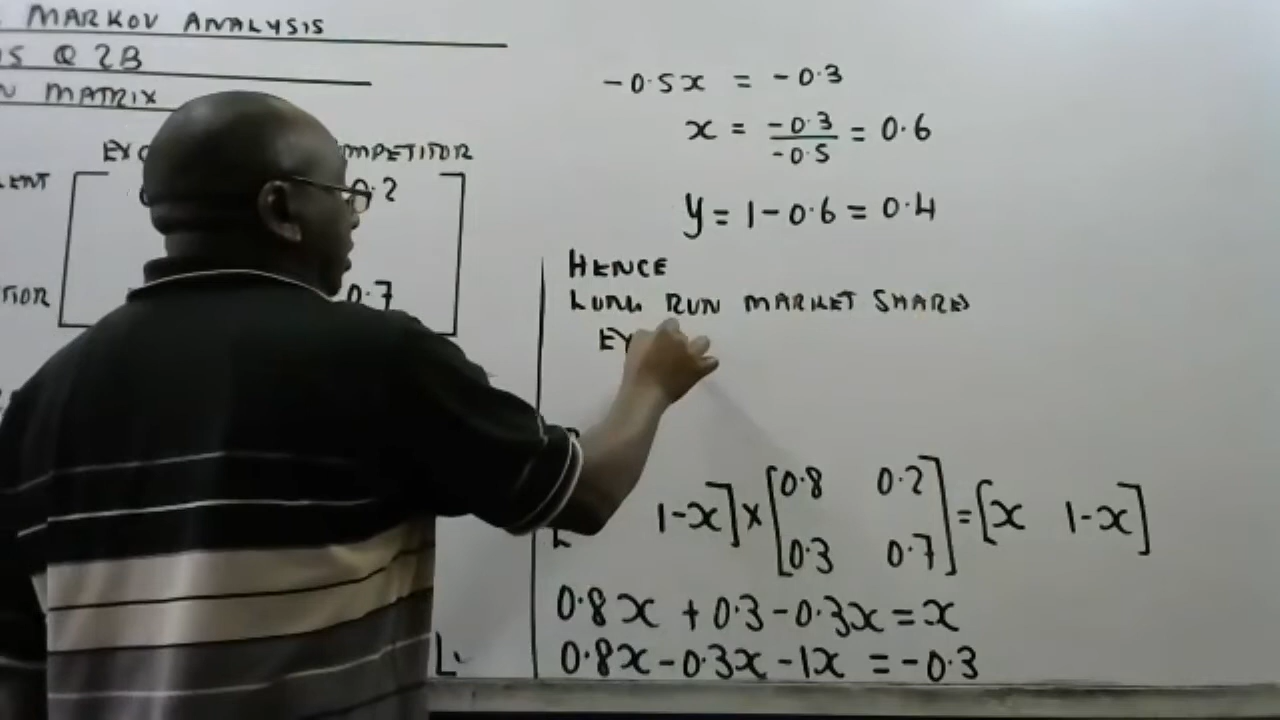 MARKOV ANALYSIS
Q 2B
MATRIX
0.2
0.7
-0.5x = -0.3
x = -0.3/-0.5 = 0.6
y = 1 - 0.6 = 0.4
HENCE
LONG RUN MARKET SHARES
1-x] x [0.8 0.2
0.3 0.7] = [x 1-x]
0.8x + 0.3 - 0.3x = x
0.8x - 0.3x - 1x = -0.3